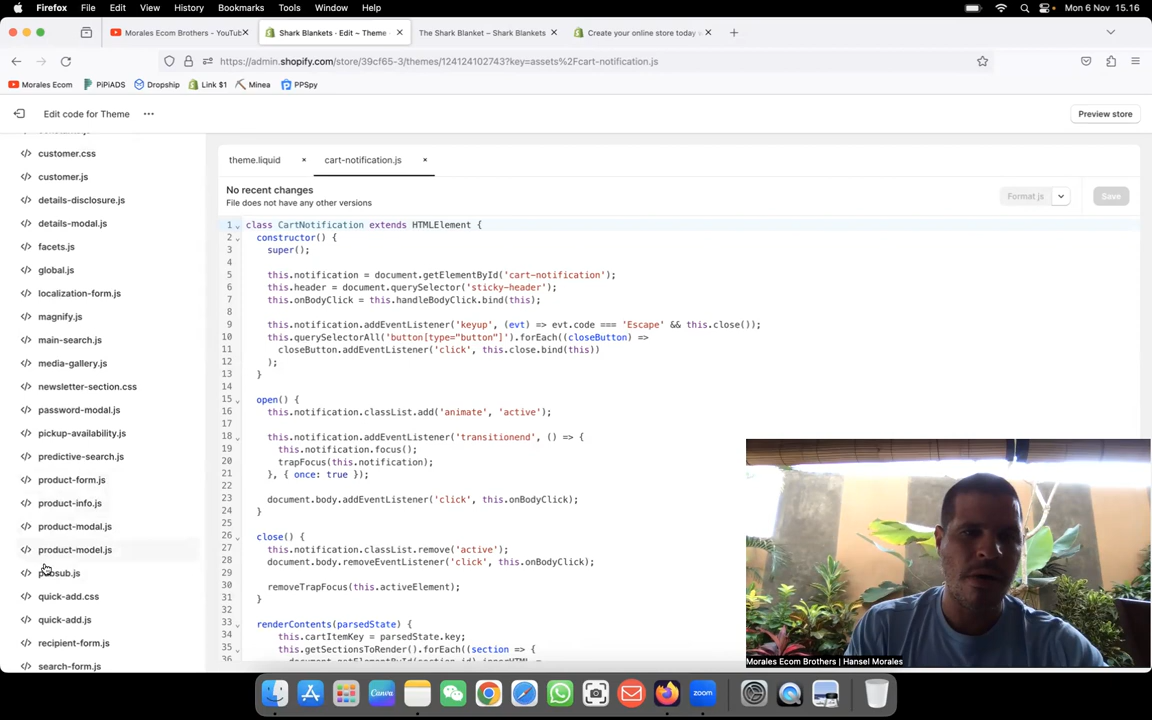 Firefox File Edit View History Bookmarks Tools Window Help Mon 6 Nov 15.16
Morales Ecom Brothers - YouTub Shark Blankets · Edit ~ Theme The Shark Blanket – Shark Blankets Create your online store today
https://admin.shopify.com/store/39cf65-3/themes/124124102743?key=assets%2Fcart-notification.js
Morales Ecom PiPiADS Dropship Link $1 Minea PPSpy
Edit code for Theme Preview store
customer.css
customer.js
details-disclosure.js
details-modal.js
facets.js
global.js
localization-form.js
magnify.js
main-search.js
media-gallery.js
newsletter-section.css
password-modal.js
pickup-availability.js
predictive-search.js
product-form.js
product-info.js
product-modal.js
product-model.js
pubsub.js
quick-add.css
quick-add.js
recipient-form.js
search-form.js
theme.liquid cart-notification.js
No recent changes
File does not have any other versions
Format js Save
1 class CartNotification extends HTMLElement {
2 constructor() {
3 super();
4
5 this.notification = document.getElementById('cart-notification');
6 this.header = document.querySelector('sticky-header');
7 this.onBodyClick = this.handleBodyClick.bind(this);
8
9 this.notification.addEventListener('keyup', (evt) => evt.code === 'Escape' && this.close());
10 this.querySelectorAll('button[type="button"]').forEach((closeButton) =>
11 closeButton.addEventListener('click', this.close.bind(this))
12 );
13 }
14
15 open() {
16 this.notification.classList.add('animate', 'active');
17
18 this.notification.addEventListener('transitionend', () => {
19 this.notification.focus();
20 trapFocus(this.notification);
21 }, { once: true });
22
23 document.body.addEventListener('click', this.onBodyClick);
24 }
25
26 close() {
27 this.notification.classList.remove('active');
28 document.body.removeEventListener('click', this.onBodyClick);
29
30 removeTrapFocus(this.activeElement);
31 }
32
33 renderContents(parsedState) {
34 this.cartItemKey = parsedState.key;
35 this.getSectionsToRender().forEach((section => {
36
Morales Ecom Brothers | Hansel Morales
Canva
zoom